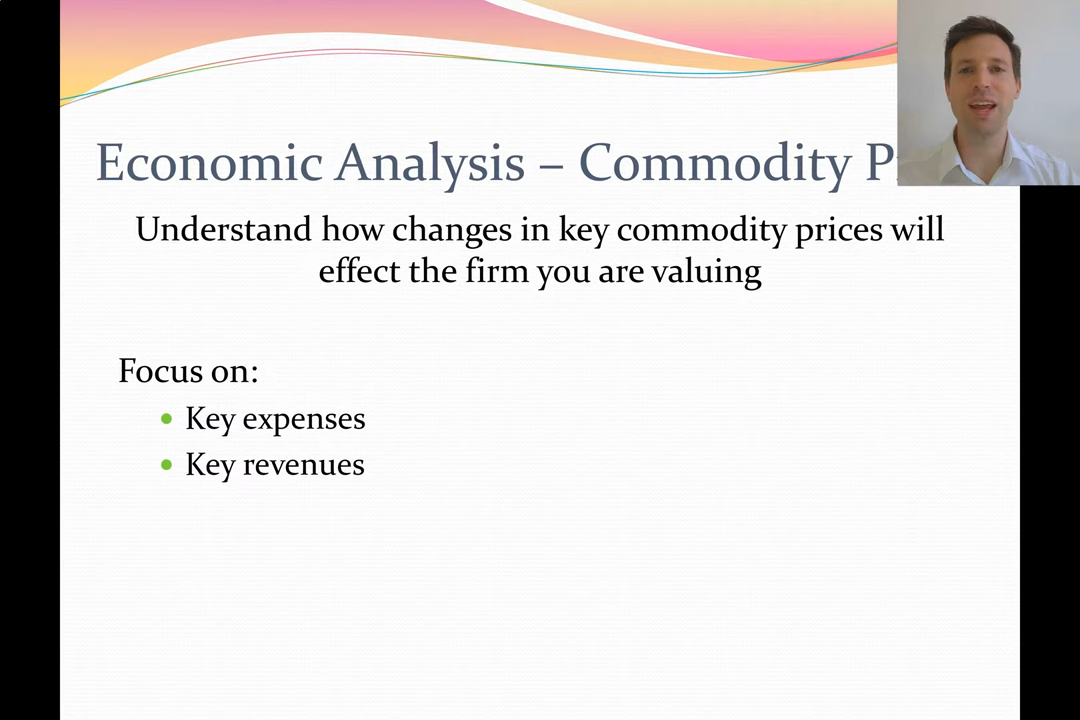 Economic Analysis – Commodity
Understand how changes in key commodity prices will
effect the firm you are valuing
Focus on:
• Key expenses
• Key revenues